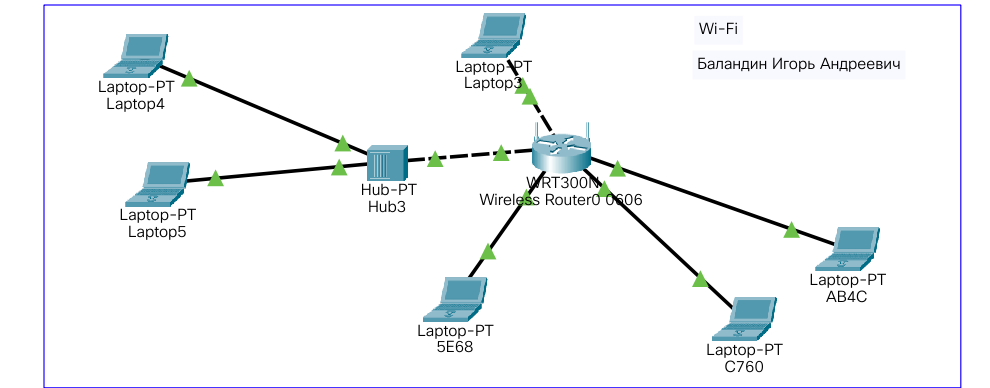 Wi-Fi
Баландин Игорь Андреевич
Laptop-PT
Laptop3
Laptop-PT
Laptop4
Hub-PT
Hub3
WRT300N
Wireless Router0 0606
Laptop-PT
Laptop5
Laptop-PT
AB4C
Laptop-PT
5E68
Laptop-PT
C760